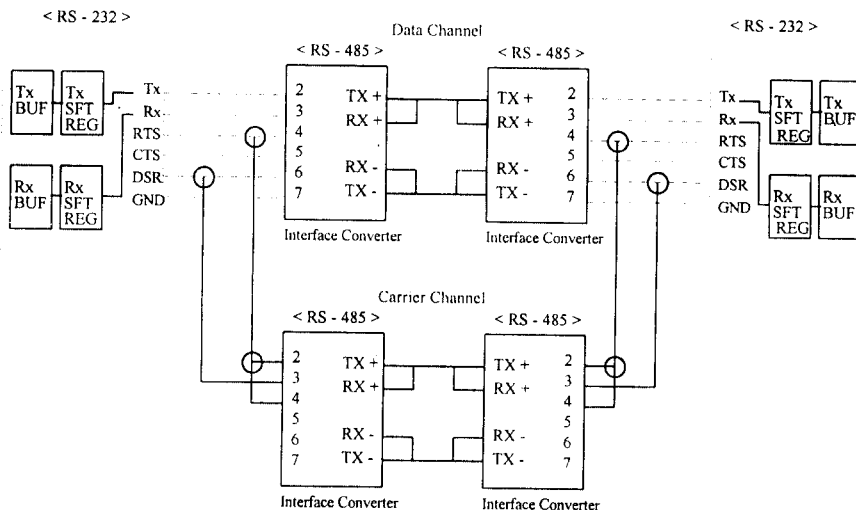 < RS - 232 >
Tx BUF
Tx SFT REG
Rx BUF
Rx SFT REG
Tx
Rx
RTS
CTS
DSR
GND
Data Channel
< RS - 485 >
2
3
4
5
6
7
TX +
RX +
RX -
TX -
Interface Converter
< RS - 485 >
TX +
RX +
RX -
TX -
2
3
4
5
6
7
Interface Converter
< RS - 232 >
Tx
Rx
RTS
CTS
DSR
GND
Tx SFT REG
Tx BUF
Rx SFT REG
Rx BUF
Carrier Channel
< RS - 485 >
2
3
4
5
6
7
TX +
RX +
RX -
TX -
Interface Converter
< RS - 485 >
TX +
RX +
RX -
TX -
2
3
4
5
6
7
Interface Converter